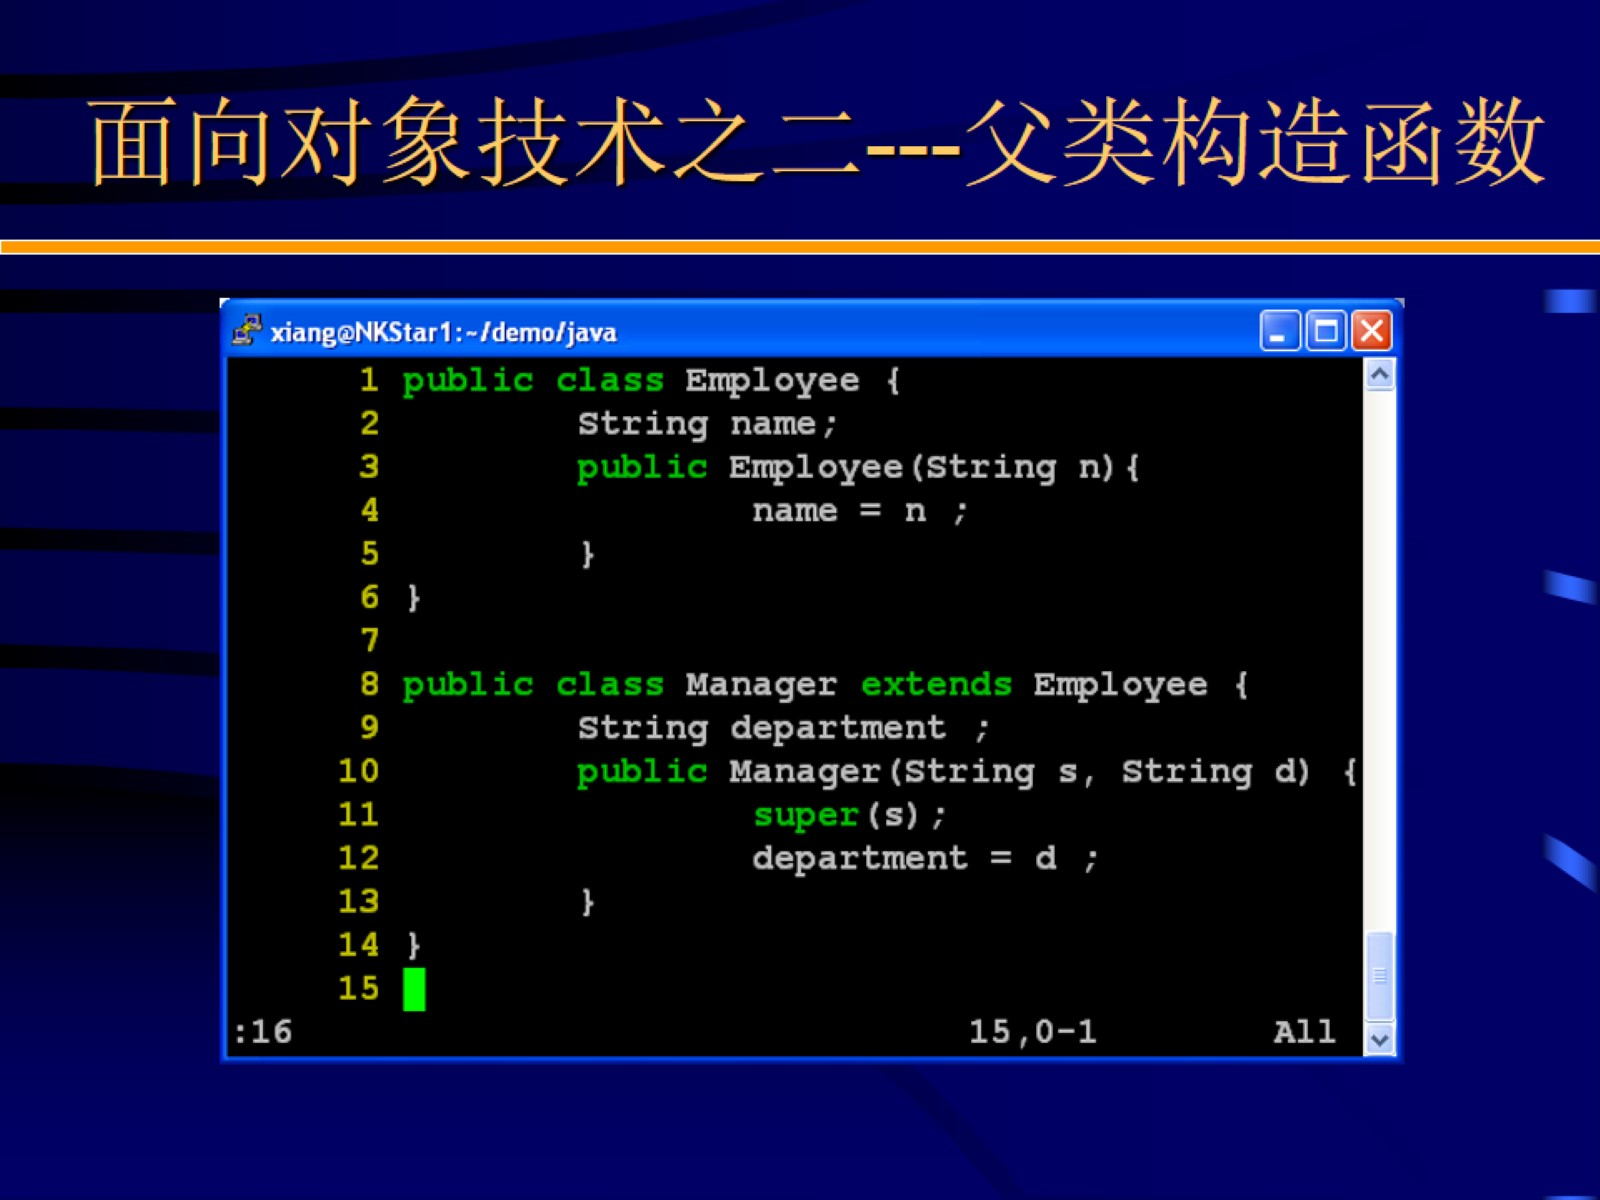 面向对象技术之二---父类构造函数
xiang@NKStar1:~/demo/java
1 public class Employee {
2         String name;
3         public Employee(String n){
4                 name = n ;
5         }
6 }
7
8 public class Manager extends Employee {
9         String department ;
10         public Manager(String s, String d) {
11                 super(s);
12                 department = d ;
13         }
14 }
15
:16 15,0-1 All